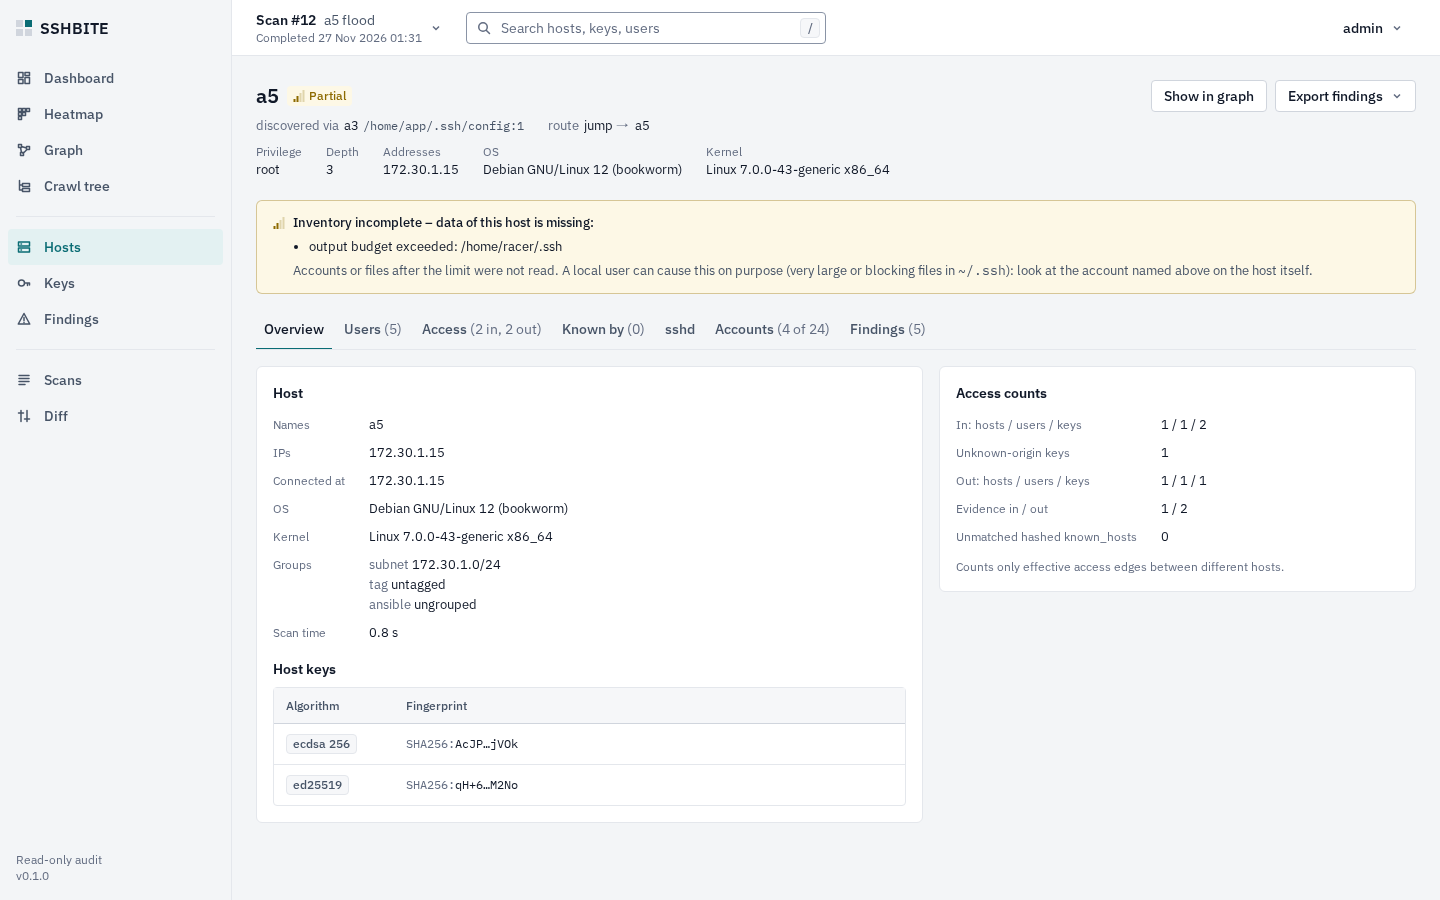 SSHBITE
Dashboard
Heatmap
Graph
Crawl tree
Hosts
Keys
Findings
Scans
Diff
Read-only audit
v0.1.0
Scan #12 a5 flood
Completed 27 Nov 2026 01:31
Search hosts, keys, users /
admin
a5 Partial
Show in graph
Export findings
discovered via a3 /home/app/.ssh/config:1 route jump → a5
Privilege Depth Addresses OS Kernel
root 3 172.30.1.15 Debian GNU/Linux 12 (bookworm) Linux 7.0.0-43-generic x86_64
Inventory incomplete – data of this host is missing:
• output budget exceeded: /home/racer/.ssh
Accounts or files after the limit were not read. A local user can cause this on purpose (very large or blocking files in ~/.ssh): look at the account named above on the host itself.
Overview Users (5) Access (2 in, 2 out) Known by (0) sshd Accounts (4 of 24) Findings (5)
Host
Names a5
IPs 172.30.1.15
Connected at 172.30.1.15
OS Debian GNU/Linux 12 (bookworm)
Kernel Linux 7.0.0-43-generic x86_64
Groups subnet 172.30.1.0/24
tag untagged
ansible ungrouped
Scan time 0.8 s
Host keys
Algorithm Fingerprint
ecdsa 256 SHA256:AcJP…jVOk
ed25519 SHA256:qH+6…M2No
Access counts
In: hosts / users / keys 1 / 1 / 2
Unknown-origin keys 1
Out: hosts / users / keys 1 / 1 / 1
Evidence in / out 1 / 2
Unmatched hashed known_hosts 0
Counts only effective access edges between different hosts.